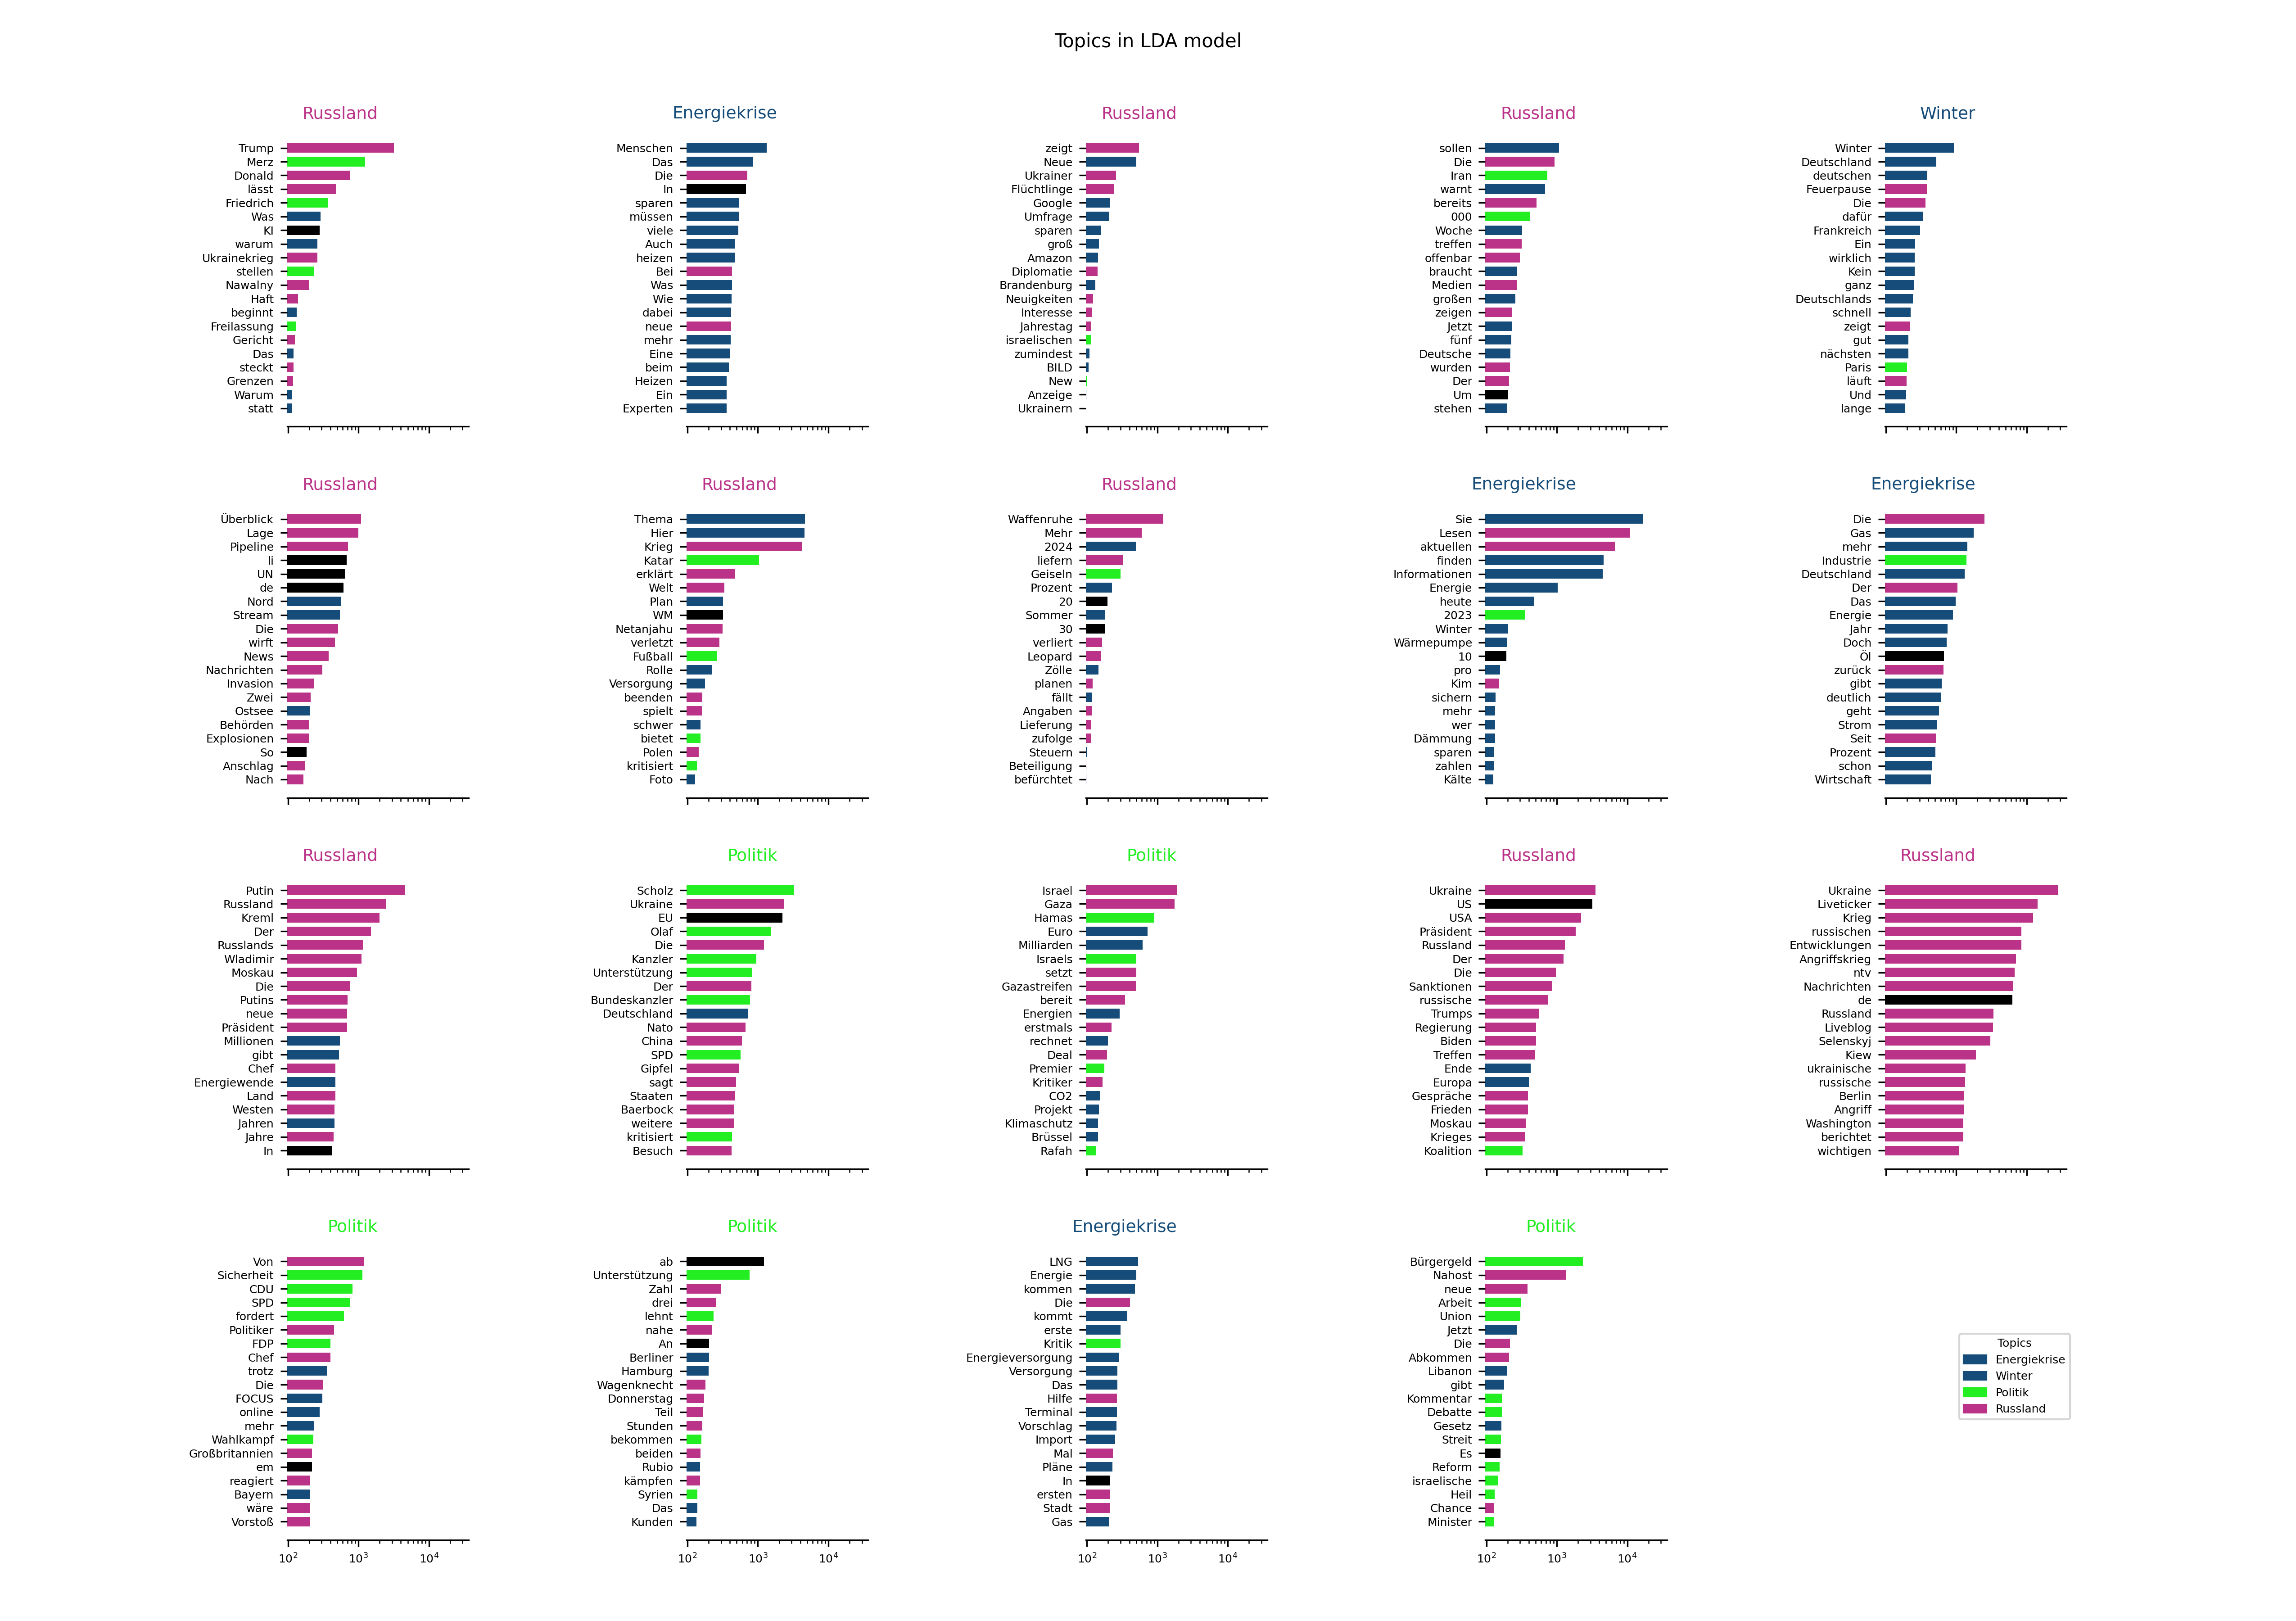 Topics in LDA model
Russland
Trump
Merz
Donald
lässt
Friedrich
Was
KI
warum
Ukrainekrieg
stellen
Nawalny
Haft
beginnt
Freilassung
Gericht
Das
steckt
Grenzen
Warum
statt
Energiekrise
Menschen
Das
Die
In
sparen
müssen
viele
Auch
heizen
Bei
Was
Wie
dabei
neue
mehr
Eine
beim
Heizen
Ein
Experten
Russland
zeigt
Neue
Ukrainer
Flüchtlinge
Google
Umfrage
sparen
groß
Amazon
Diplomatie
Brandenburg
Neuigkeiten
Interesse
Jahrestag
israelischen
zumindest
BILD
New
Anzeige
Ukrainern
Russland
sollen
Die
Iran
warnt
bereits
000
Woche
treffen
offenbar
braucht
Medien
großen
zeigen
Jetzt
fünf
Deutsche
wurden
Der
Um
stehen
Winter
Winter
Deutschland
deutschen
Feuerpause
Die
dafür
Frankreich
Ein
wirklich
Kein
ganz
Deutschlands
schnell
zeigt
gut
nächsten
Paris
läuft
Und
lange
Russland
Überblick
Lage
Pipeline
li
UN
de
Nord
Stream
Die
wirft
News
Nachrichten
Invasion
Zwei
Ostsee
Behörden
Explosionen
So
Anschlag
Nach
Russland
Thema
Hier
Krieg
Katar
erklärt
Welt
Plan
WM
Netanjahu
verletzt
Fußball
Rolle
Versorgung
beenden
spielt
schwer
bietet
Polen
kritisiert
Foto
Russland
Waffenruhe
Mehr
2024
liefern
Geiseln
Prozent
20
Sommer
30
verliert
Leopard
Zölle
planen
fällt
Angaben
Lieferung
zufolge
Steuern
Beteiligung
befürchtet
Energiekrise
Sie
Lesen
aktuellen
finden
Informationen
Energie
heute
2023
Winter
Wärmepumpe
10
pro
Kim
sichern
mehr
wer
Dämmung
sparen
zahlen
Kälte
Energiekrise
Die
Gas
mehr
Industrie
Deutschland
Der
Das
Energie
Jahr
Doch
Öl
zurück
gibt
deutlich
geht
Strom
Seit
Prozent
schon
Wirtschaft
Russland
Putin
Russland
Kreml
Der
Russlands
Wladimir
Moskau
Die
Putins
neue
Präsident
Millionen
gibt
Chef
Energiewende
Land
Westen
Jahren
Jahre
In
Politik
Scholz
Ukraine
EU
Olaf
Die
Kanzler
Unterstützung
Der
Bundeskanzler
Deutschland
Nato
China
SPD
Gipfel
sagt
Staaten
Baerbock
weitere
kritisiert
Besuch
Politik
Israel
Gaza
Hamas
Euro
Milliarden
Israels
setzt
Gazastreifen
bereit
Energien
erstmals
rechnet
Deal
Premier
Kritiker
CO2
Projekt
Klimaschutz
Brüssel
Rafah
Russland
Ukraine
US
USA
Präsident
Russland
Der
Die
Sanktionen
russische
Trumps
Regierung
Biden
Treffen
Ende
Europa
Gespräche
Frieden
Moskau
Krieges
Koalition
Russland
Ukraine
Liveticker
Krieg
russischen
Entwicklungen
Angriffskrieg
ntv
Nachrichten
de
Russland
Liveblog
Selenskyj
Kiew
ukrainische
russische
Berlin
Angriff
Washington
berichtet
wichtigen
Politik
Von
Sicherheit
CDU
SPD
fordert
Politiker
FDP
Chef
trotz
Die
FOCUS
online
mehr
Wahlkampf
Großbritannien
em
reagiert
Bayern
wäre
Vorstoß
10² 10³ 10⁴
Politik
ab
Unterstützung
Zahl
drei
lehnt
nahe
An
Berliner
Hamburg
Wagenknecht
Donnerstag
Teil
Stunden
bekommen
beiden
Rubio
kämpfen
Syrien
Das
Kunden
10² 10³ 10⁴
Energiekrise
LNG
Energie
kommen
Die
kommt
erste
Kritik
Energieversorgung
Versorgung
Das
Hilfe
Terminal
Vorschlag
Import
Mal
Pläne
In
ersten
Stadt
Gas
10² 10³ 10⁴
Politik
Bürgergeld
Nahost
neue
Arbeit
Union
Jetzt
Die
Abkommen
Libanon
gibt
Kommentar
Debatte
Gesetz
Streit
Es
Reform
israelische
Heil
Chance
Minister
10² 10³ 10⁴
Topics
Energiekrise
Winter
Politik
Russland